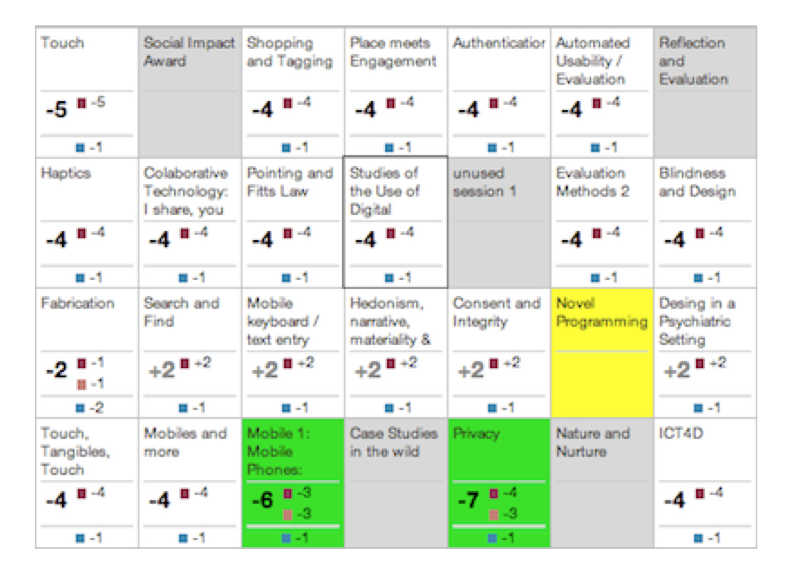 Touch
-5 -5
-1
Social Impact
Award
Shopping
and Tagging
-4 -4
-1
Place meets
Engagement
-4 -4
-1
Authentication
-4 -4
-1
Automated
Usability /
Evaluation
-4 -4
-1
Reflection
and
Evaluation
Haptics
-4 -4
-1
Colaborative
Technology:
I share, you
-4 -4
-1
Pointing and
Fitts Law
-4 -4
-1
Studies of
the Use of
Digital
-4 -4
-1
unused
session 1
Evaluation
Methods 2
-4 -4
-1
Blindness
and Design
-4 -4
-1
Fabrication
-2 -1
-1
-2
Search and
Find
+2 +2
-1
Mobile
keyboard /
text entry
+2 +2
-1
Hedonism,
narrative,
materiality &
+2 +2
-1
Consent and
Integrity
+2 +2
-1
Novel
Programming
Desing in a
Psychiatric
Setting
+2 +2
-1
Touch,
Tangibles,
Touch
-4 -4
-1
Mobiles and
more
-4 -4
-1
Mobile 1:
Mobile
Phones:
-6 -3
-3
-1
Case Studies
in the wild
Privacy
-7 -4
-3
-1
Nature and
Nurture
ICT4D
-4 -4
-1